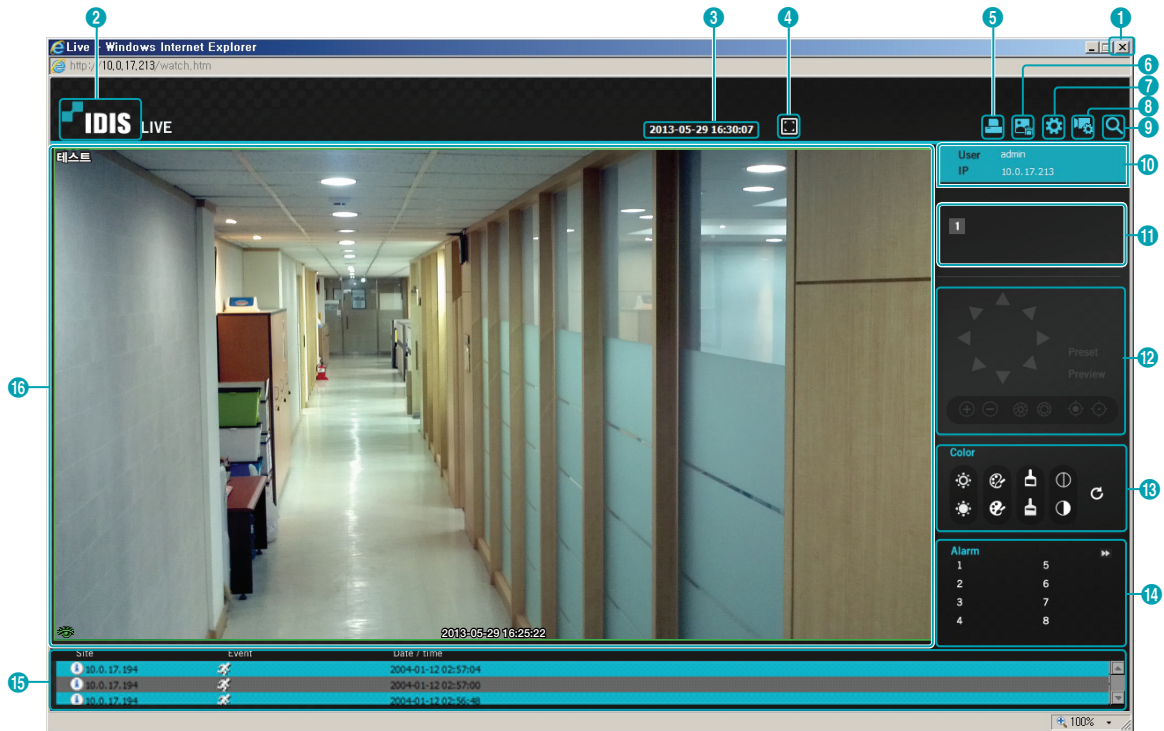 2
3
4
5
1
Live - Windows Internet Explorer
6
http://10.0.17.213/watch.htm
7
8
IDIS LIVE
2013-05-29 16:30:07
9
테스트
User admin
IP 10.0.17.213
10
1
11
Preset
Preview
12
16
Color
13
Alarm
1 5
2 6
3 7
4 8
14
2013-05-29 16:25:22
Site Event Date / time
10.0.17.194 2004-01-12 02:57:04
10.0.17.194 2004-01-12 02:57:00
10.0.17.194 2004-01-12 02:56:48
15
100%